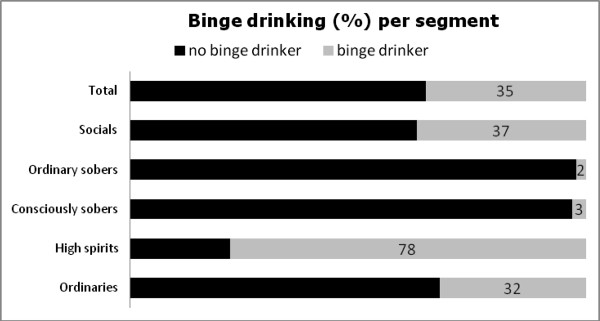 Binge drinking (%) per segment
no binge drinker binge drinker
Total 35
Socials 37
Ordinary sobers 2
Consciously sobers 3
High spirits 78
Ordinaries 32